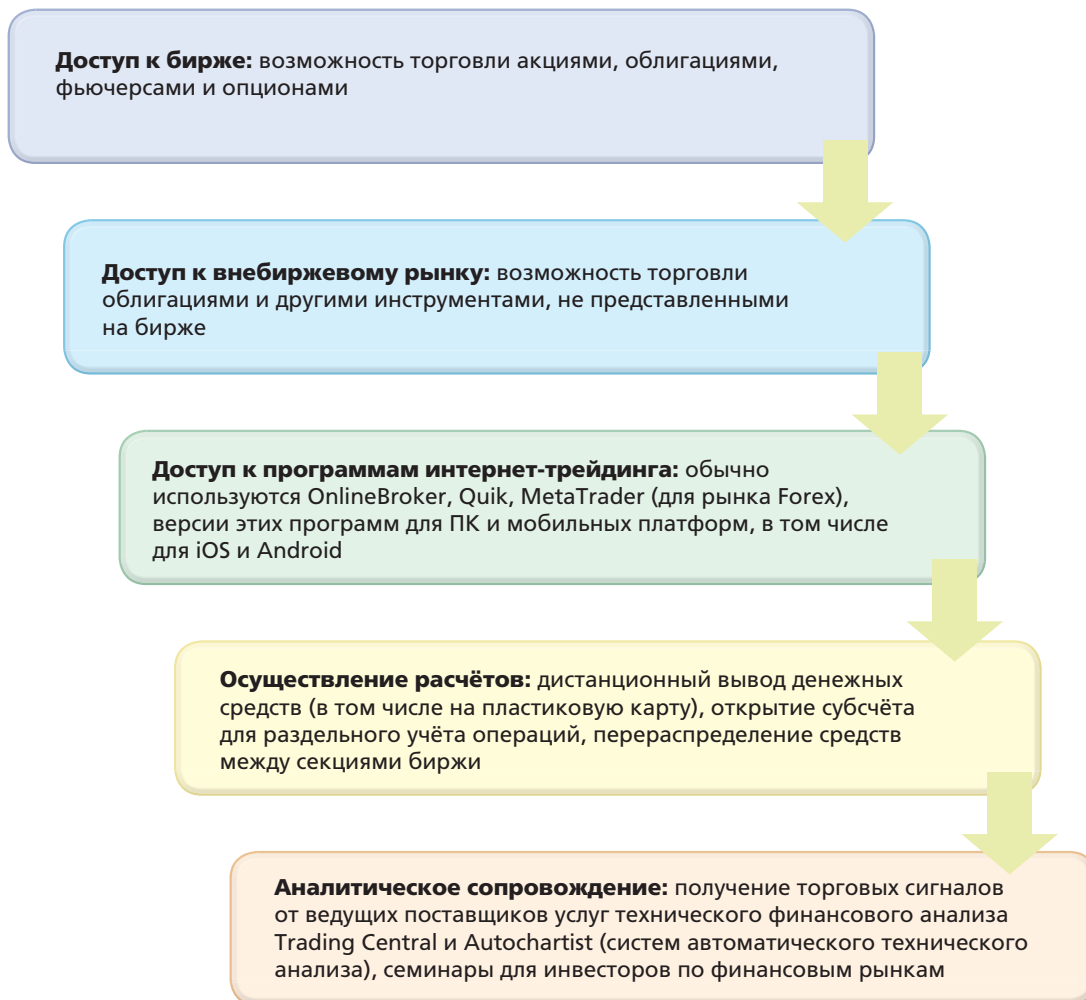 Доступ к бирже: возможность торговли акциями, облигациями,
фьючерсами и опционами
Доступ к внебиржевому рынку: возможность торговли
облигациями и другими инструментами, не представленными
на бирже
Доступ к программам интернет-трейдинга: обычно
используются OnlineBroker, Quik, MetaTrader (для рынка Forex),
версии этих программ для ПК и мобильных платформ, в том числе
для iOS и Android
Осуществление расчётов: дистанционный вывод денежных
средств (в том числе на пластиковую карту), открытие субсчёта
для раздельного учёта операций, перераспределение средств
между секциями биржи
Аналитическое сопровождение: получение торговых сигналов
от ведущих поставщиков услуг технического финансового анализа
Trading Central и Autochartist (систем автоматического технического
анализа), семинары для инвесторов по финансовым рынкам